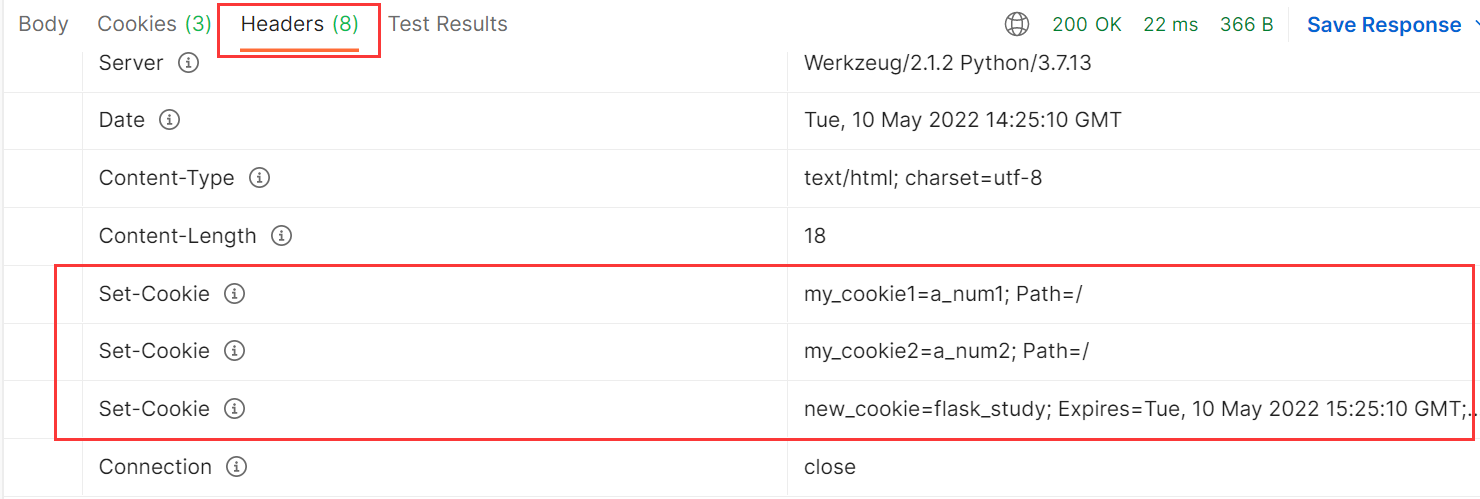 Body Cookies (3) Headers (8) Test Results 200 OK 22 ms 366 B Save Response
Server Werkzeug/2.1.2 Python/3.7.13
Date Tue, 10 May 2022 14:25:10 GMT
Content-Type text/html; charset=utf-8
Content-Length 18
Set-Cookie my_cookie1=a_num1; Path=/
Set-Cookie my_cookie2=a_num2; Path=/
Set-Cookie new_cookie=flask_study; Expires=Tue, 10 May 2022 15:25:10 GMT;..
Connection close